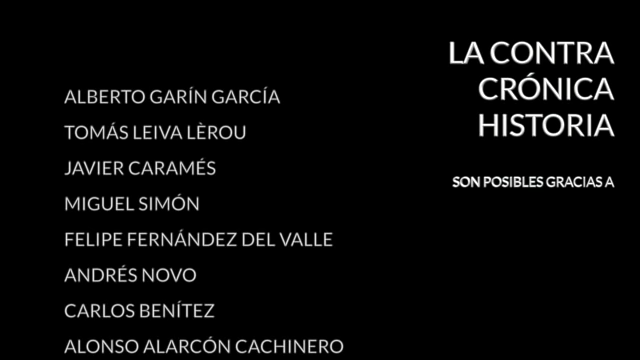 LA CONTRA
CRÓNICA
HISTORIA
SON POSIBLES GRACIAS A
ALBERTO GARÍN GARCÍA
TOMÁS LEIVA LÈROU
JAVIER CARAMÉS
MIGUEL SIMÓN
FELIPE FERNÁNDEZ DEL VALLE
ANDRÉS NOVO
CARLOS BENÍTEZ
ALONSO ALARCÓN CACHINERO